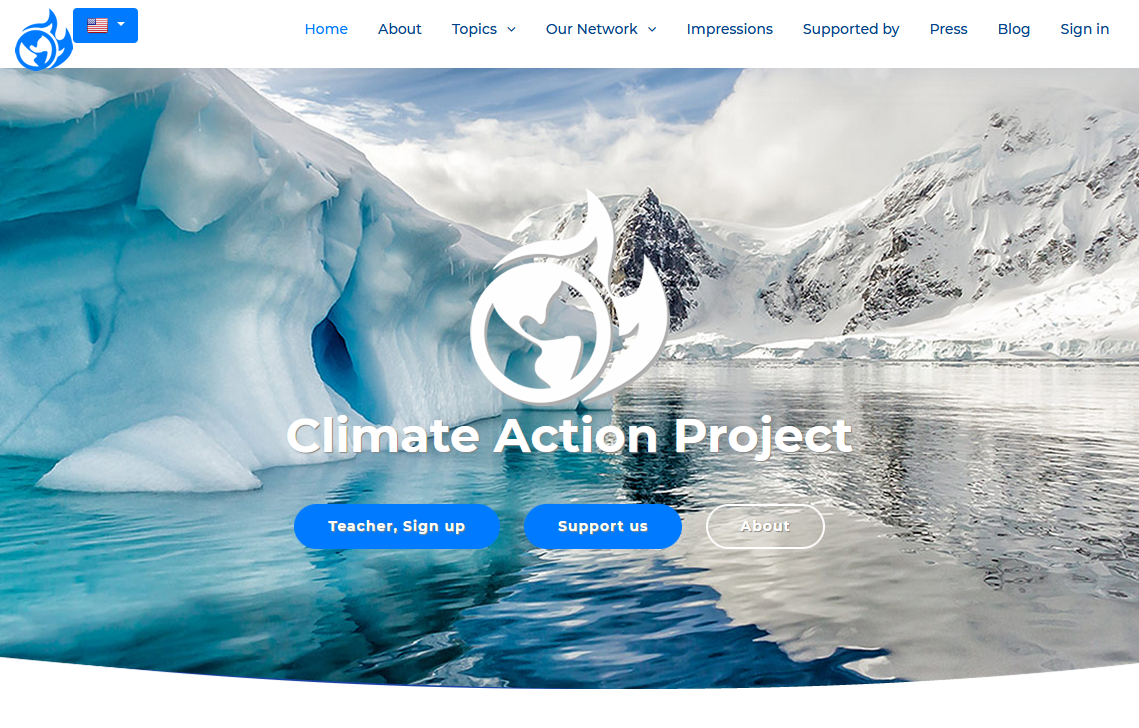 Home About Topics Our Network Impressions Supported by Press Blog Sign in
Climate Action Project
Teacher, Sign up Support us About